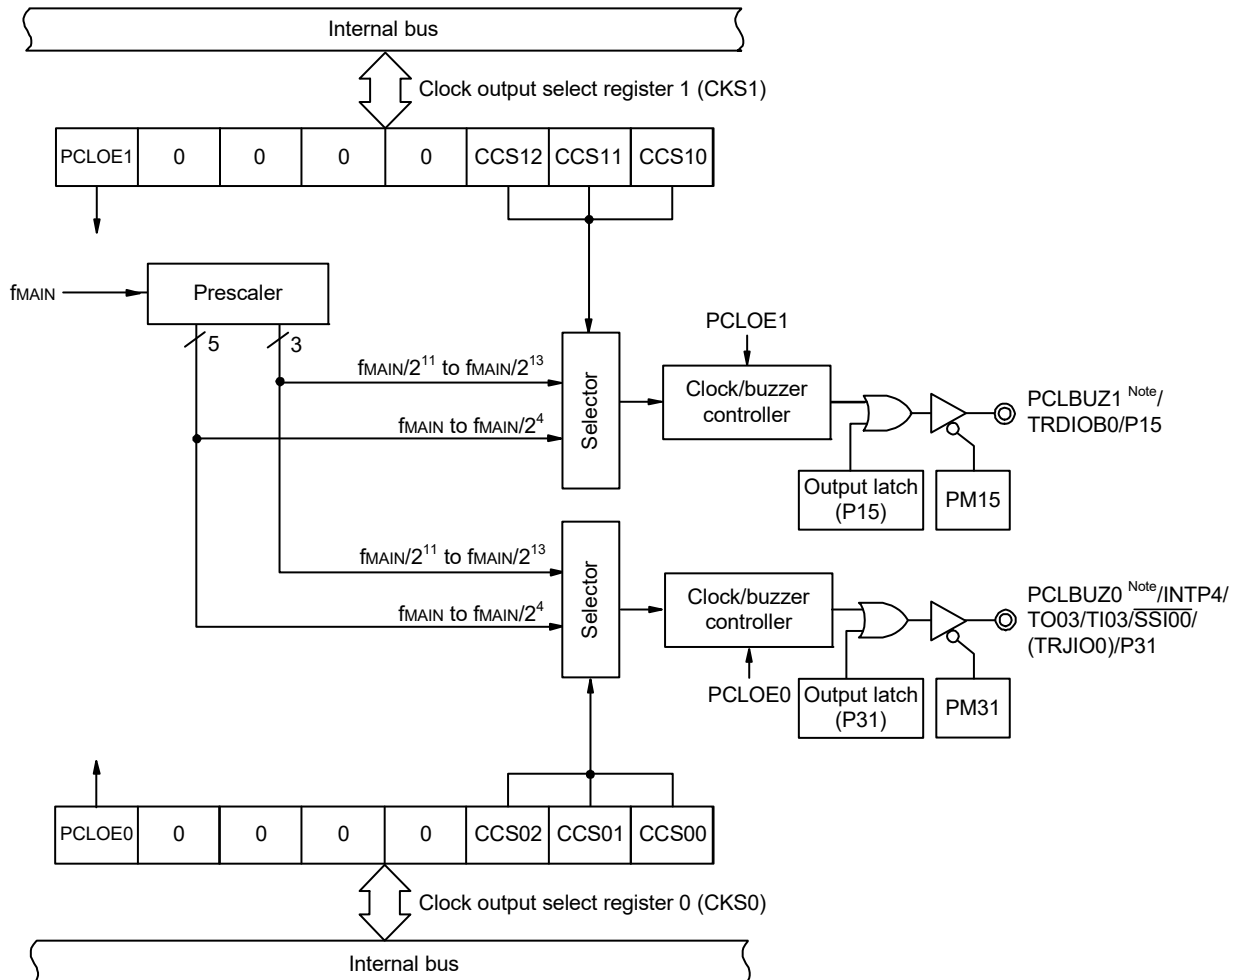 Internal bus
Clock output select register 1 (CKS1)
PCLOE1 0 0 0 0 CCS12 CCS11 CCS10
fMAIN
Prescaler
5 3
PCLOE1
fMAIN/2¹¹ to fMAIN/2¹³
fMAIN to fMAIN/2⁴
Selector
Clock/buzzer
controller
PCLBUZ1 Note/
TRDIOB0/P15
Output latch
(P15)
PM15
fMAIN/2¹¹ to fMAIN/2¹³
fMAIN to fMAIN/2⁴
Selector
Clock/buzzer
controller
PCLBUZ0 Note/INTP4/
TO03/TI03/S̅S̅I̅0̅0̅/
(TRJIO0)/P31
PCLOE0
Output latch
(P31)
PM31
PCLOE0 0 0 0 0 CCS02 CCS01 CCS00
Clock output select register 0 (CKS0)
Internal bus